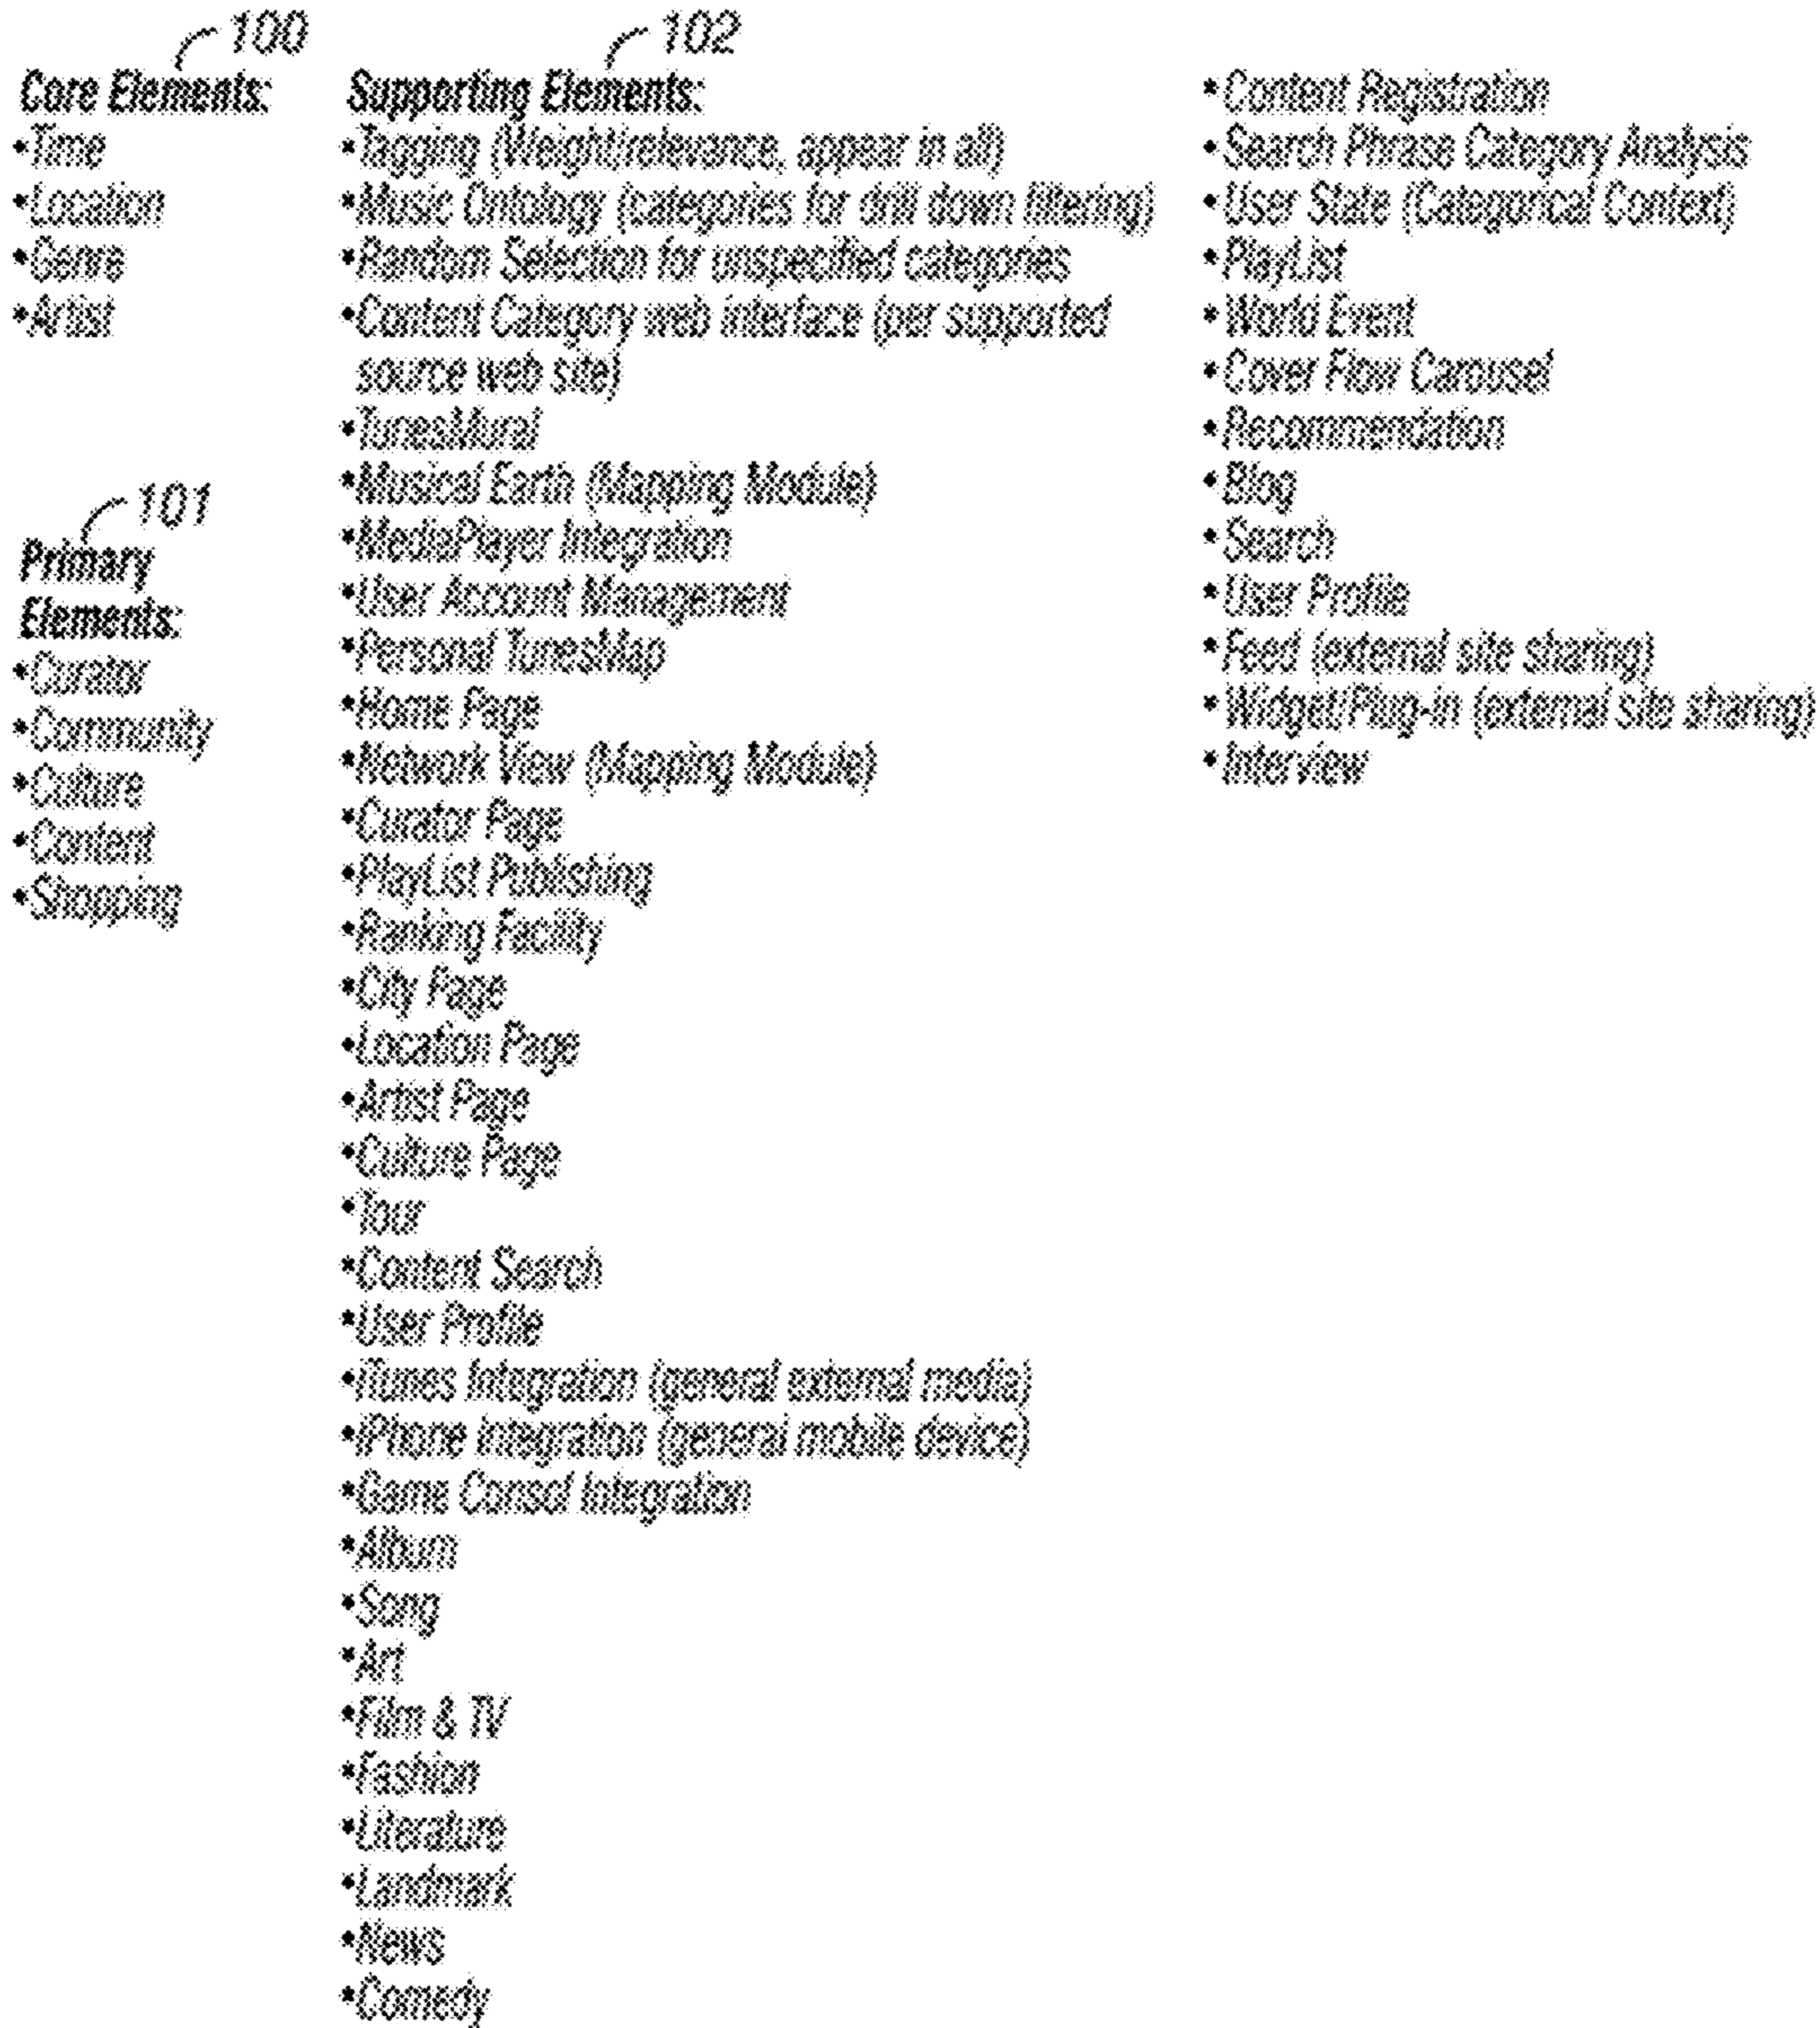 100
Core Elements:
•Time
•Location
•Genre
•Artist
101
Primary
Elements:
•Curator
•Community
•Culture
•Content
•Shopping
102
Supporting Elements:
•Tagging (Weight/relevance, appear in all)
•Music Ontology (categories for drill down filtering)
•Random Selection for unspecified categories
•Content Category web interface (per supported
source web site)
•TunesMural
•Musical Earth (Mapping Module)
•MediaPlayer Integration
•User Account Management
•Personal TunesMap
•Home Page
•Network View (Mapping Module)
•Curator Page
•PlayList Publishing
•Ranking Facility
•City Page
•Location Page
•Artist Page
•Culture Page
•Tour
•Content Search
•User Profile
•iTunes Integration (general external media)
•iPhone Integration (general mobile device)
•Game Consol Integration
•Album
•Song
•Art
•Film & TV
•Fashion
•Literature
•Landmark
•News
•Comedy
•Content Registration
•Search Phrase Category Analysis
•User State (Categorical Context)
•PlayList
•World Event
•Cover Flow Carousel
•Recommendation
•Blog
•Search
•User Profile
•Feed (external site sharing)
•Widget/Plug-in (external site sharing)
•Interview